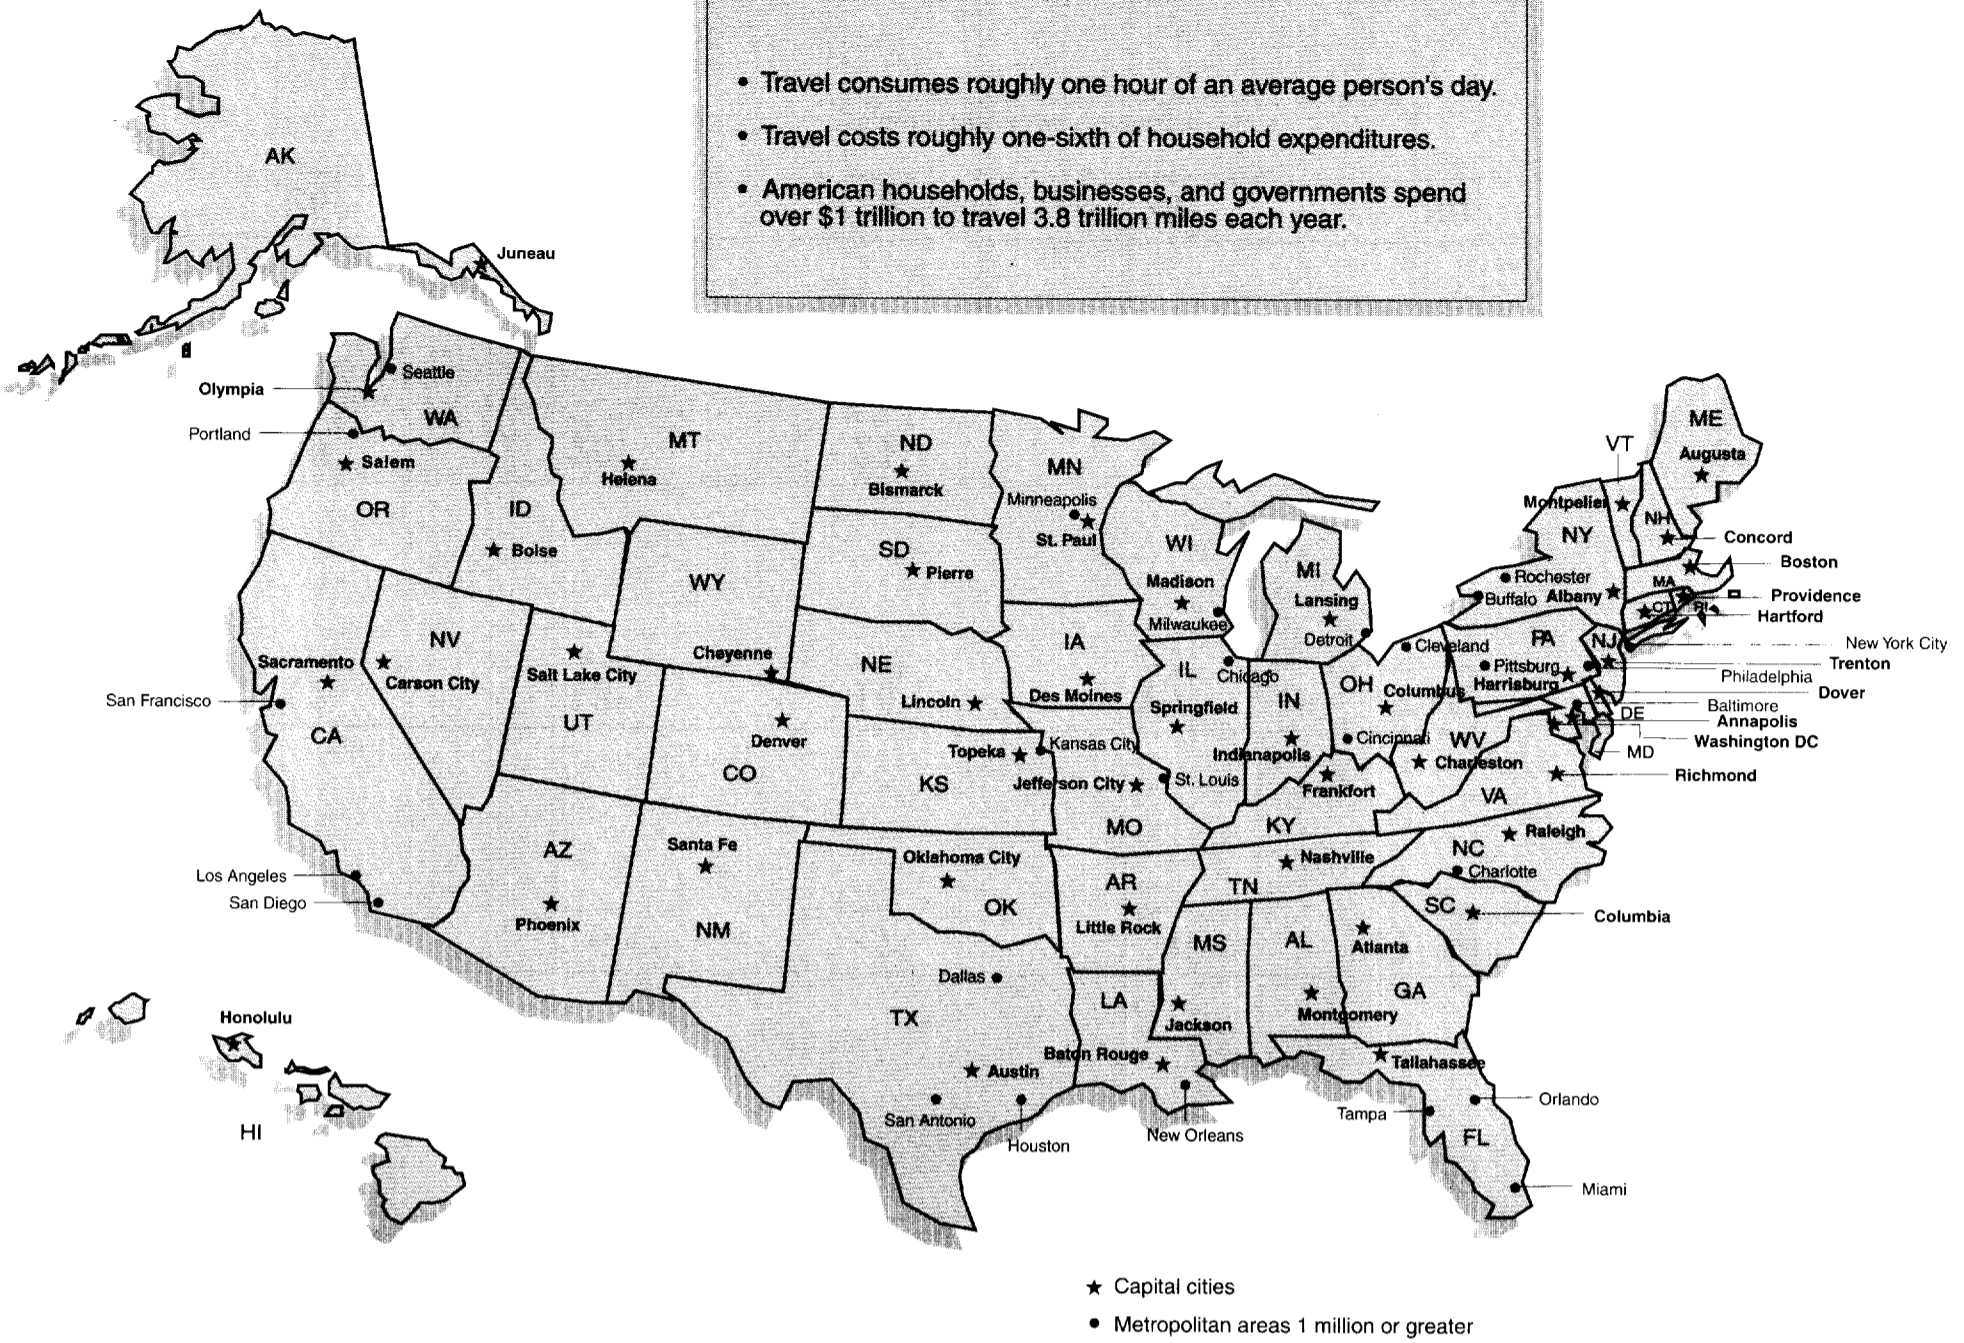 • Travel consumes roughly one hour of an average person's day.
• Travel costs roughly one-sixth of household expenditures.
• American households, businesses, and governments spend
over $1 trillion to travel 3.8 trillion miles each year.
AK
Juneau
Seattle
Olympia
WA
Portland
Salem
OR
ID
Boise
MT
Helena
ND
Bismarck
MN
Minneapolis
St. Paul
SD
Pierre
WY
Cheyenne
WI
Madison
Milwaukee
MI
Lansing
Detroit
ME
Augusta
VT
Montpelier
NH
NY
Concord
Boston
Rochester
MA
Buffalo
Albany
Providence
CT
RI
Hartford
New York City
NV
Sacramento
Carson City
San Francisco
CA
Salt Lake City
UT
NE
Lincoln
IA
Des Moines
IL
Chicago
Springfield
IN
Indianapolis
OH
Cleveland
Columbus
Cincinnati
PA
Pittsburg
Harrisburg
NJ
Trenton
Philadelphia
Dover
Baltimore
DE
Annapolis
Washington DC
MD
Denver
CO
Topeka
Kansas City
KS
Jefferson City
St. Louis
MO
WV
Charleston
Richmond
VA
Frankfort
KY
Los Angeles
San Diego
AZ
Phoenix
Santa Fe
NM
Oklahoma City
OK
AR
Little Rock
Nashville
TN
Raleigh
NC
Charlotte
SC
Columbia
MS
Jackson
AL
Montgomery
Atlanta
GA
Dallas
TX
Austin
San Antonio
Houston
LA
Baton Rouge
New Orleans
Tallahassee
Orlando
Tampa
FL
Miami
Honolulu
HI
★ Capital cities
• Metropolitan areas 1 million or greater